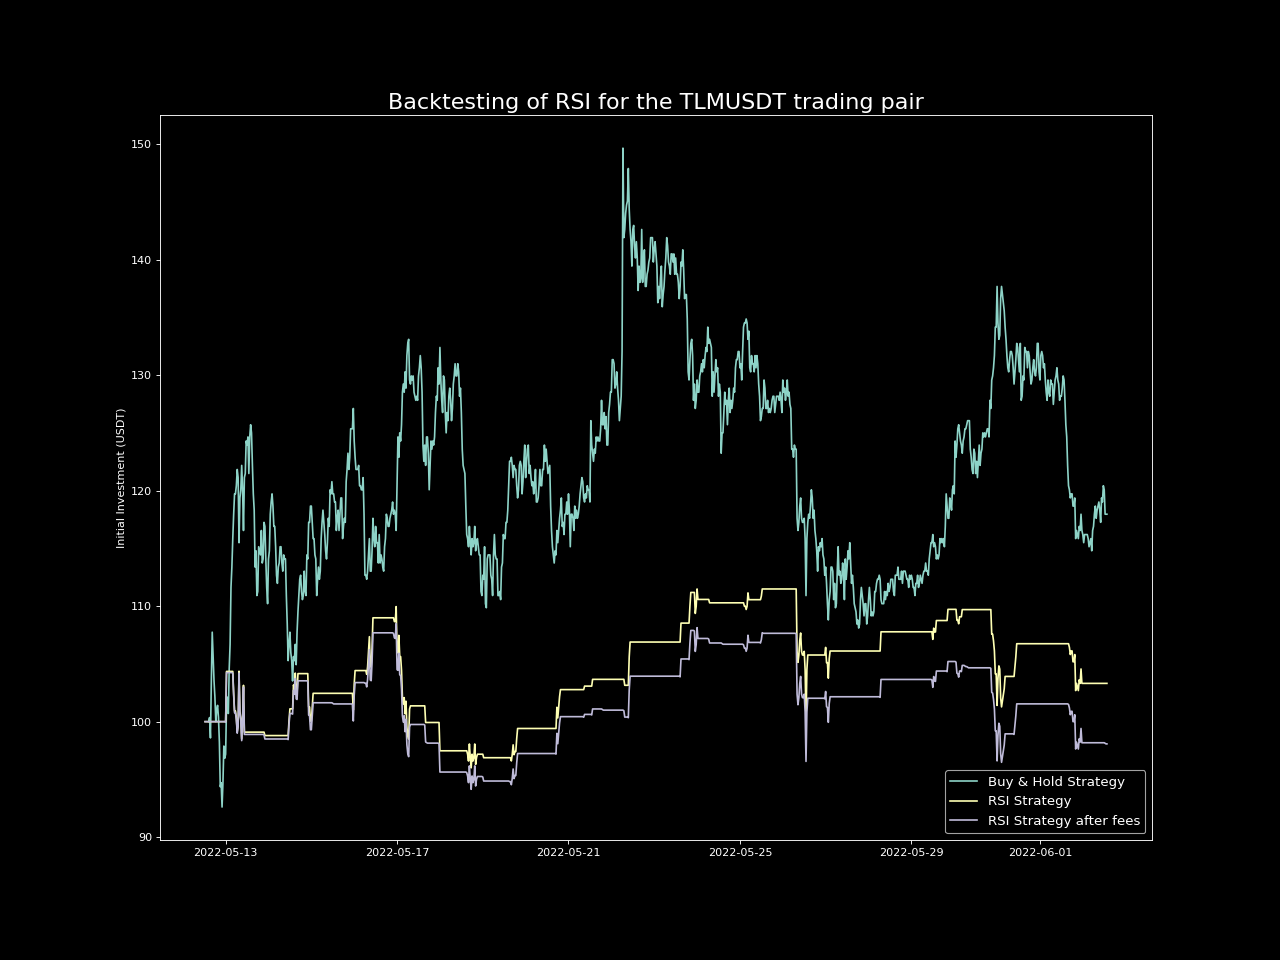 Backtesting of RSI for the TLMUSDT trading pair
150
140
130
120
110
100
90
Initial Investment (USDT)
2022-05-13
2022-05-17
2022-05-21
2022-05-25
2022-05-29
2022-06-01
Buy & Hold Strategy
RSI Strategy
RSI Strategy after fees